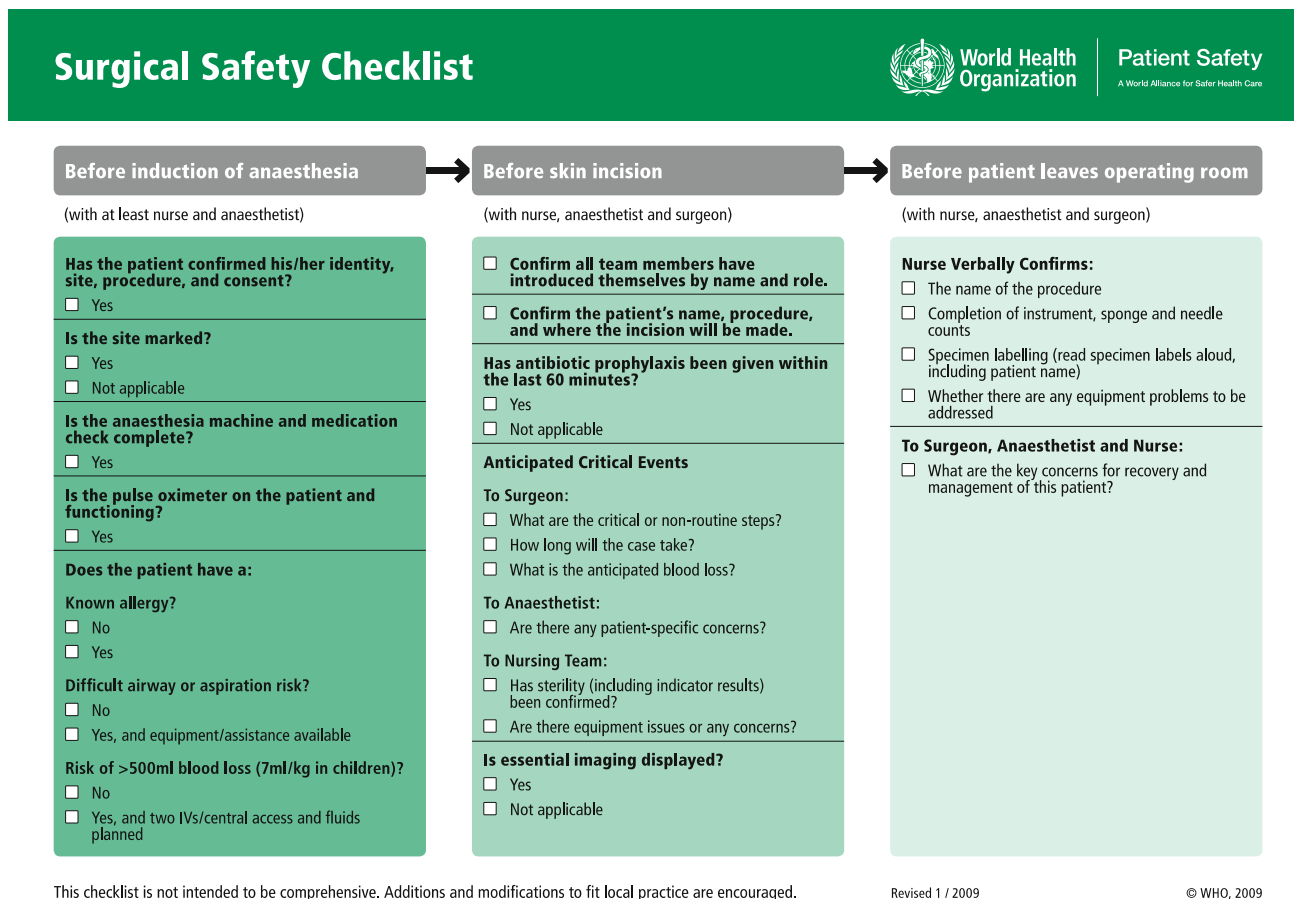 Surgical Safety Checklist
World Health
Organization
Patient Safety
A World Alliance for Safer Health Care
Before induction of anaesthesia
(with at least nurse and anaesthetist)
Has the patient confirmed his/her identity,
site, procedure, and consent?
Yes
Is the site marked?
Yes
Not applicable
Is the anaesthesia machine and medication
check complete?
Yes
Is the pulse oximeter on the patient and
functioning?
Yes
Does the patient have a:
Known allergy?
No
Yes
Difficult airway or aspiration risk?
No
Yes, and equipment/assistance available
Risk of >500ml blood loss (7ml/kg in children)?
No
Yes, and two IVs/central access and fluids
planned
Before skin incision
(with nurse, anaesthetist and surgeon)
Confirm all team members have
introduced themselves by name and role.
Confirm the patient's name, procedure,
and where the incision will be made.
Has antibiotic prophylaxis been given within
the last 60 minutes?
Yes
Not applicable
Anticipated Critical Events
To Surgeon:
What are the critical or non-routine steps?
How long will the case take?
What is the anticipated blood loss?
To Anaesthetist:
Are there any patient-specific concerns?
To Nursing Team:
Has sterility (including indicator results)
been confirmed?
Are there equipment issues or any concerns?
Is essential imaging displayed?
Yes
Not applicable
Before patient leaves operating room
(with nurse, anaesthetist and surgeon)
Nurse Verbally Confirms:
The name of the procedure
Completion of instrument, sponge and needle
counts
Specimen labelling (read specimen labels aloud,
including patient name)
Whether there are any equipment problems to be
addressed
To Surgeon, Anaesthetist and Nurse:
What are the key concerns for recovery and
management of this patient?
This checklist is not intended to be comprehensive. Additions and modifications to fit local practice are encouraged.
Revised 1 / 2009
© WHO, 2009